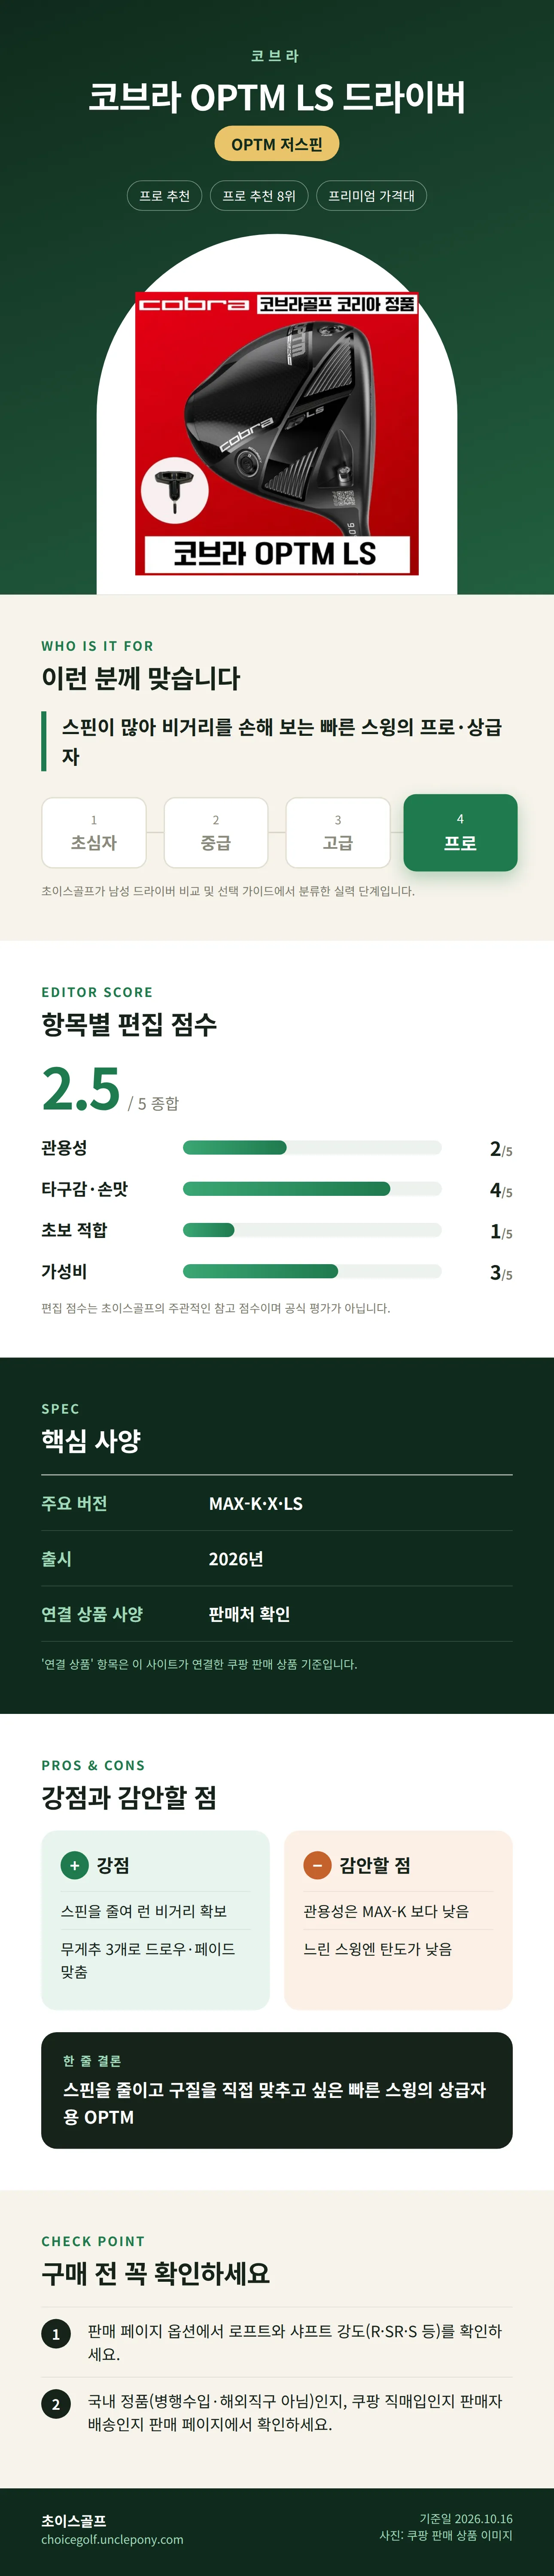 코브라
코브라 OPTM LS 드라이버
OPTM 저스핀
프로 추천
프로 추천 8위
프리미엄 가격대
cobra 코브라골프 코리아 정품
cobra
LS
코브라 OPTM LS
WHO IS IT FOR
이런 분께 맞습니다
스핀이 많아 비거리를 손해 보는 빠른 스윙의 프로·상급
자
1
초심자
2
중급
3
고급
4
프로
초이스골프가 남성 드라이버 비교 및 선택 가이드에서 분류한 실력 단계입니다.
EDITOR SCORE
항목별 편집 점수
2.5 / 5 종합
관용성 2/5
타구감·손맛 4/5
초보 적합 1/5
가성비 3/5
편집 점수는 초이스골프의 주관적인 참고 점수이며 공식 평가가 아닙니다.
SPEC
핵심 사양
주요 버전 MAX-K·X·LS
출시 2026년
연결 상품 사양 판매처 확인
'연결 상품' 항목은 이 사이트가 연결한 쿠팡 판매 상품 기준입니다.
PROS & CONS
강점과 감안할 점
+ 강점
스핀을 줄여 런 비거리 확보
무게추 3개로 드로우·페이드
맞춤
− 감안할 점
관용성은 MAX-K 보다 낮음
느린 스윙엔 탄도가 낮음
한 줄 결론
스핀을 줄이고 구질을 직접 맞추고 싶은 빠른 스윙의 상급자
용 OPTM
CHECK POINT
구매 전 꼭 확인하세요
1 판매 페이지 옵션에서 로프트와 샤프트 강도(R·SR·S 등)를 확인하
세요.
2 국내 정품(병행수입·해외직구 아님)인지, 쿠팡 직매입인지 판매자
배송인지 판매 페이지에서 확인하세요.
초이스골프
choicegolf.unclepony.com
기준일 2026.10.16
사진: 쿠팡 판매 상품 이미지